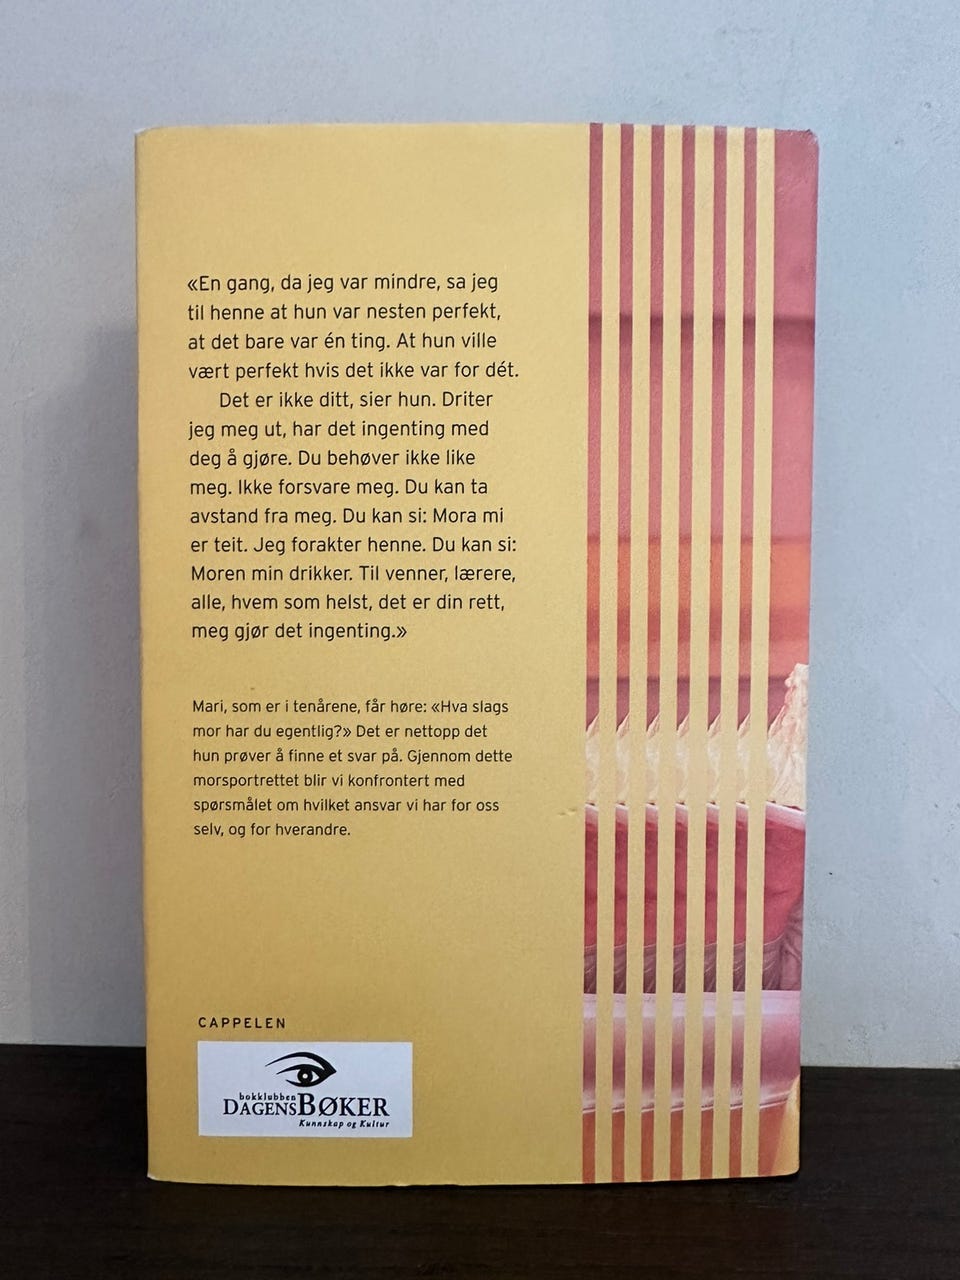 «En gang, da jeg var mindre, sa jeg
til henne at hun var nesten perfekt,
at det bare var én ting. At hun ville
vært perfekt hvis det ikke var for dét.
Det er ikke ditt, sier hun. Driter
jeg meg ut, har det ingenting med
deg å gjøre. Du behøver ikke like
meg. Ikke forsvare meg. Du kan ta
avstand fra meg. Du kan si: Mora mi
er teit. Jeg forakter henne. Du kan si:
Moren min drikker. Til venner, lærere,
alle, hvem som helst, det er din rett,
meg gjør det ingenting.»
Mari, som er i tenårene, får høre: «Hva slags
mor har du egentlig?» Det er nettopp det
hun prøver å finne et svar på. Gjennom dette
morsportrettet blir vi konfrontert med
spørsmålet om hvilket ansvar vi har for oss
selv, og for hverandre.
CAPPELEN
bokklubben
DAGENSBØKER
Kunnskap og Kultur